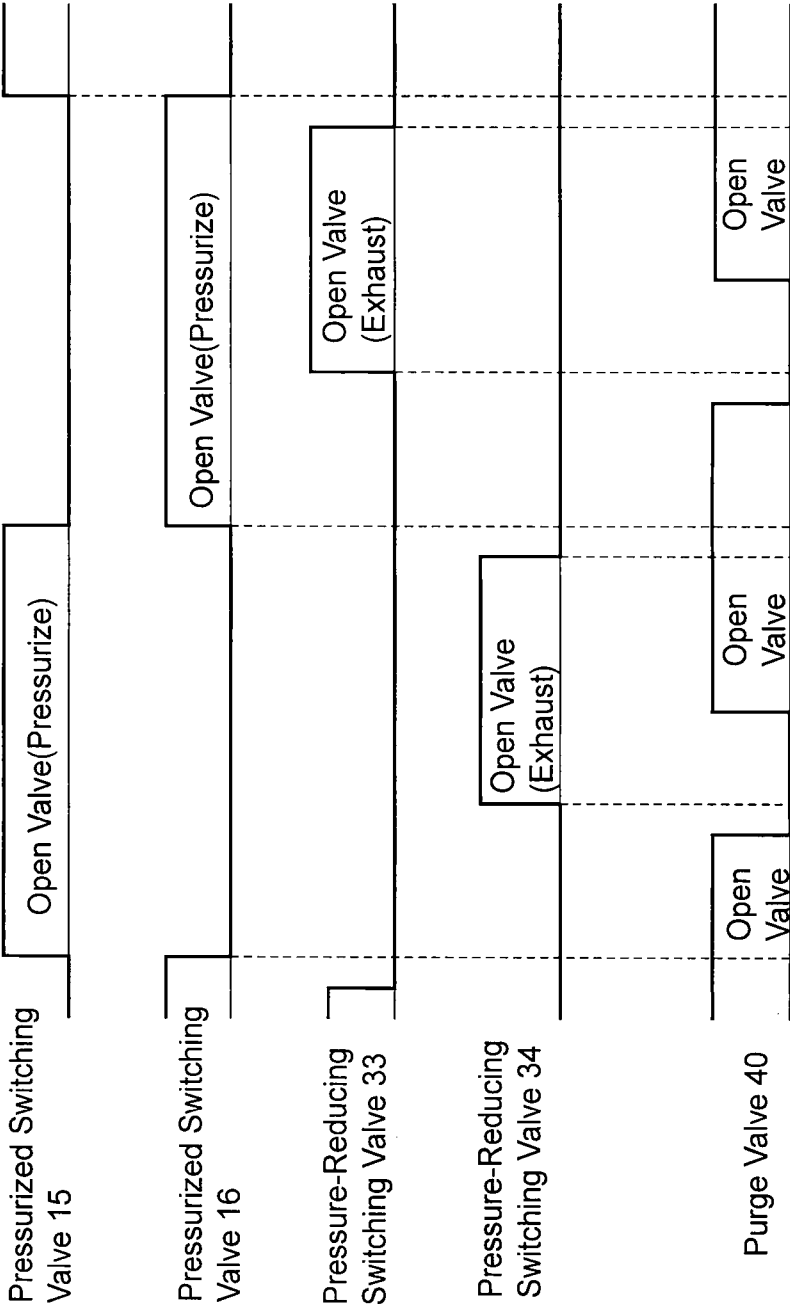 Pressurized Switching
Valve 15
Open Valve(Pressurize)
Pressurized Switching
Valve 16
Open Valve(Pressurize)
Pressure-Reducing
Switching Valve 33
Open Valve
(Exhaust)
Pressure-Reducing
Switching Valve 34
Open Valve
(Exhaust)
Purge Valve 40
Open
Valve
Open
Valve
Open
Valve